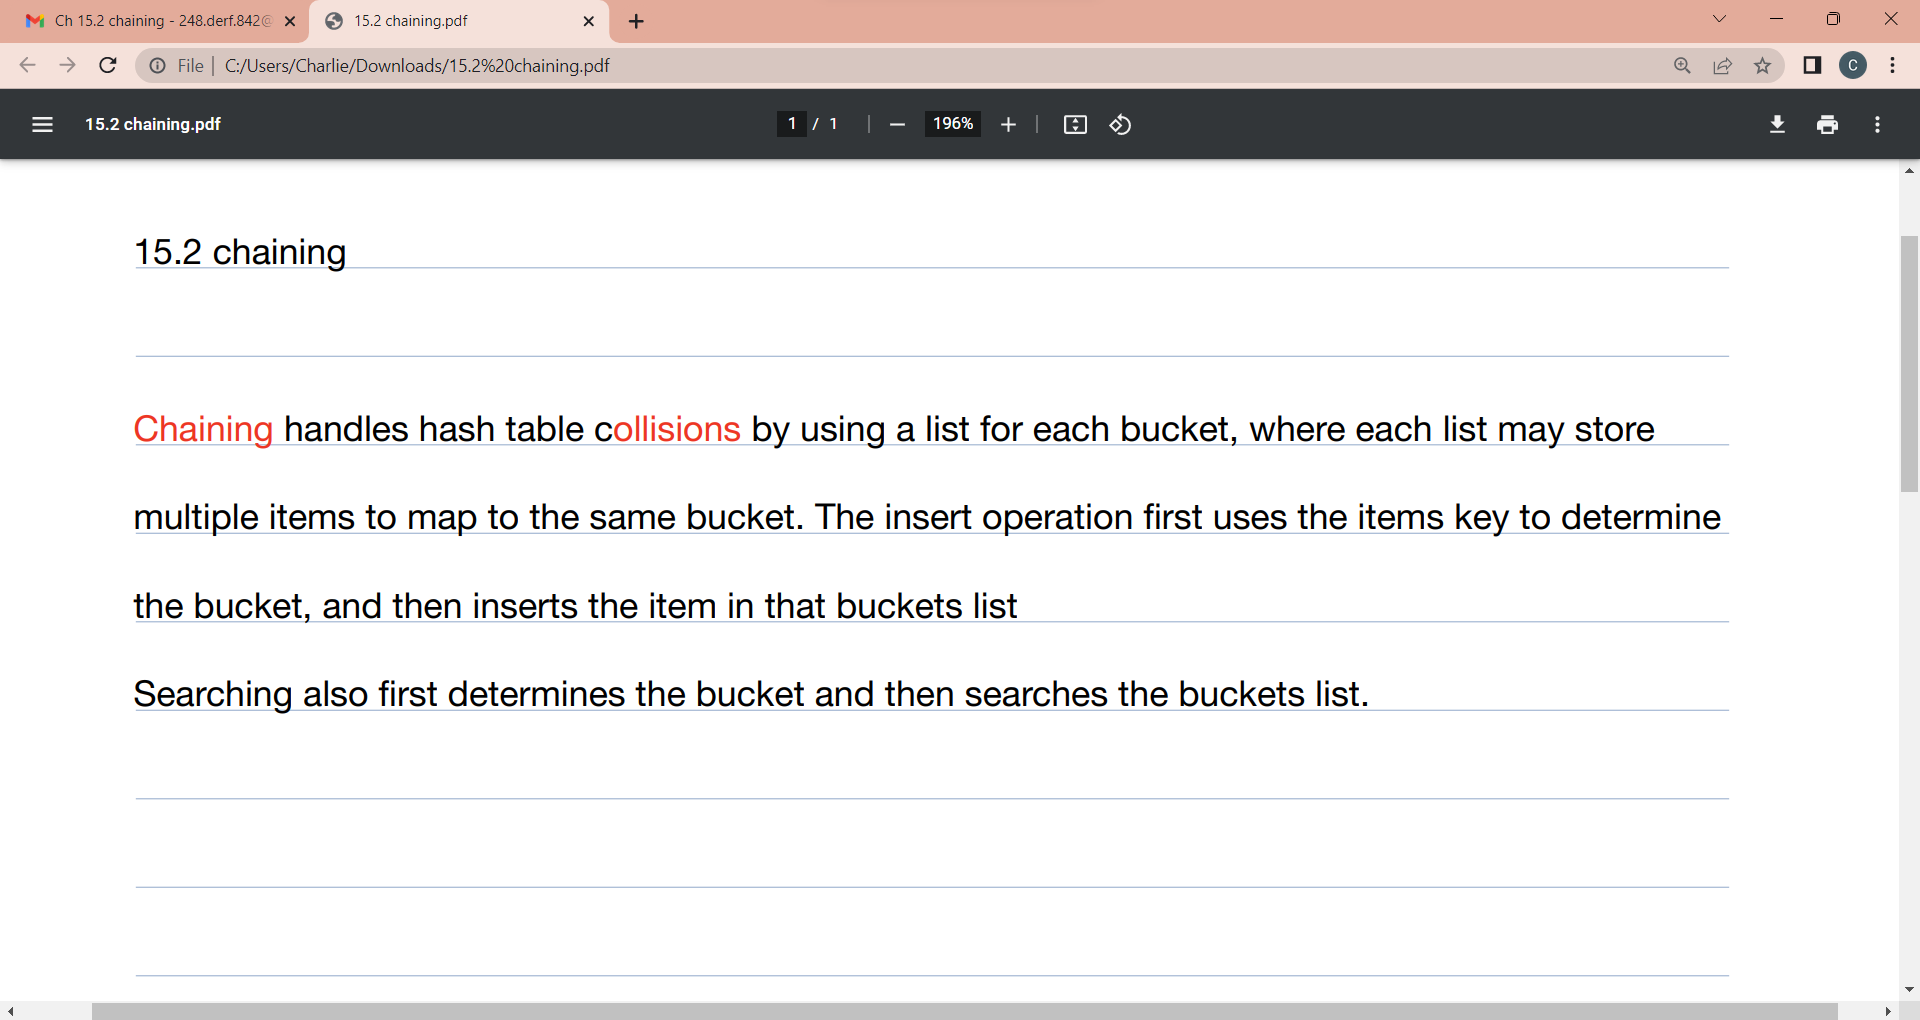 Ch 15.2 chaining - 248.derf.842@
15.2 chaining.pdf
File
C:/Users/Charlie/Downloads/15.2%20chaining.pdf
C
15.2 chaining.pdf
1 / 1
196%
15.2 chaining
Chaining handles hash table collisions by using a list for each bucket, where each list may store
multiple items to map to the same bucket. The insert operation first uses the items key to determine
the bucket, and then inserts the item in that buckets list
Searching also first determines the bucket and then searches the buckets list.